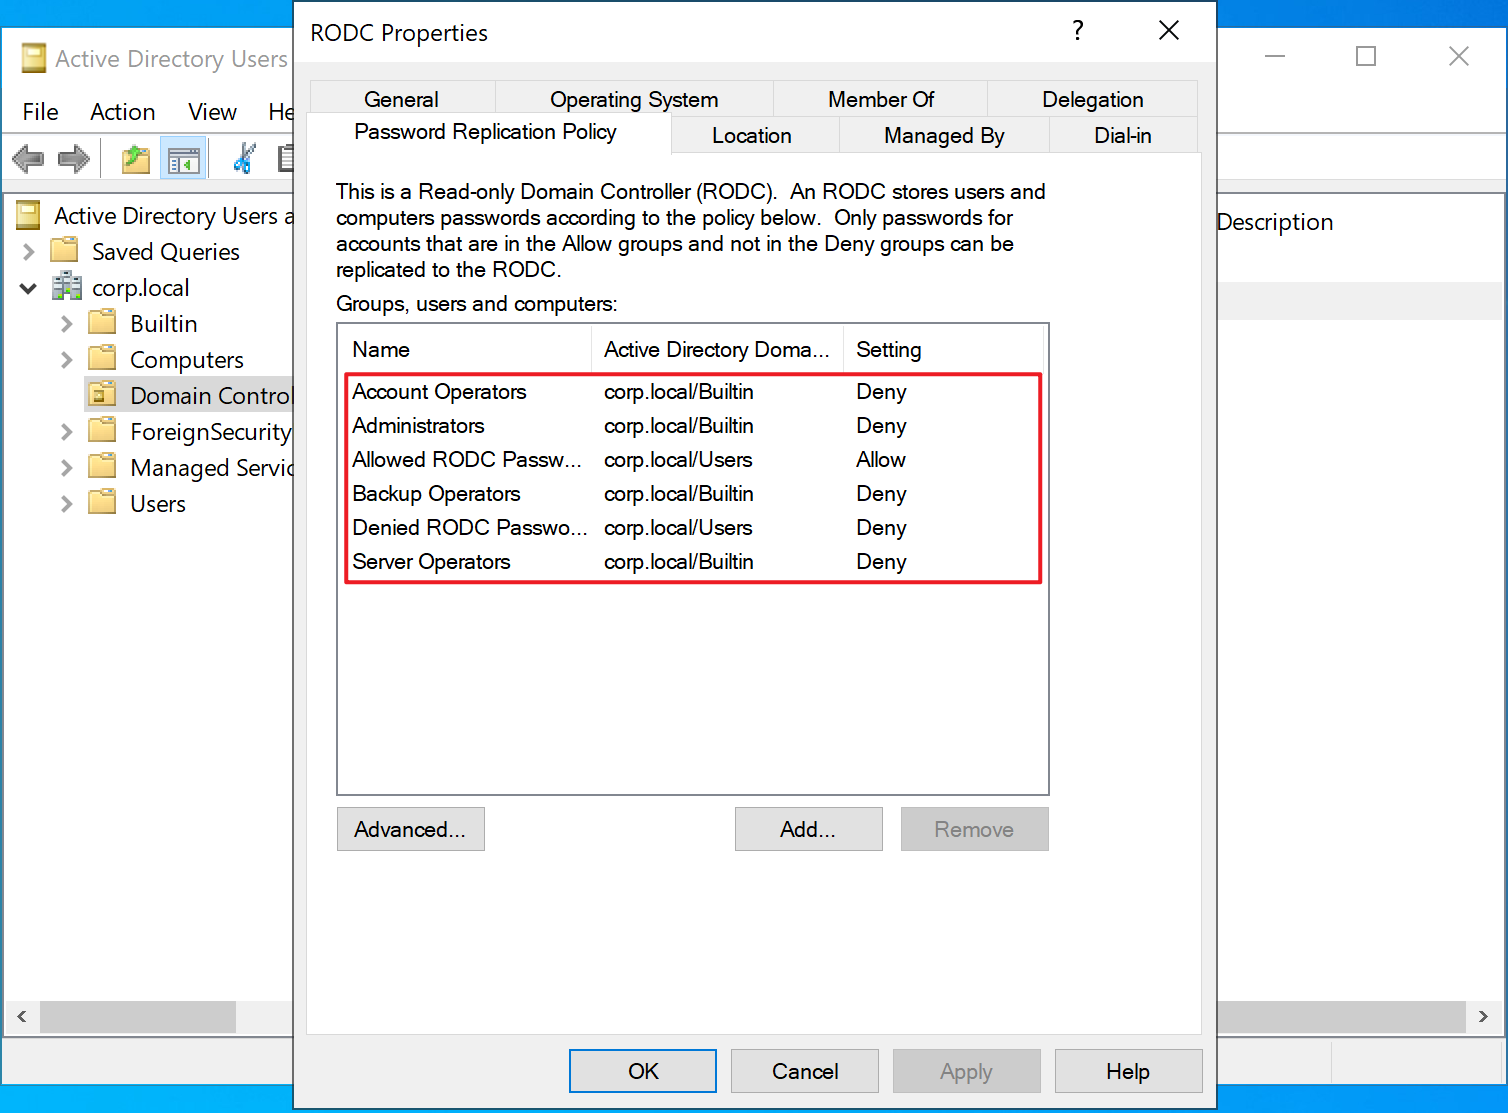 RODC Properties
?
Active Directory Users
File Action View He
General Operating System Member Of Delegation
Password Replication Policy Location Managed By Dial-in
This is a Read-only Domain Controller (RODC). An RODC stores users and
computers passwords according to the policy below. Only passwords for
accounts that are in the Allow groups and not in the Deny groups can be
replicated to the RODC.
Groups, users and computers:
Name Active Directory Doma... Setting
Account Operators corp.local/Builtin Deny
Administrators corp.local/Builtin Deny
Allowed RODC Passw... corp.local/Users Allow
Backup Operators corp.local/Builtin Deny
Denied RODC Passwo... corp.local/Users Deny
Server Operators corp.local/Builtin Deny
Advanced... Add... Remove
OK Cancel Apply Help
Active Directory Users a
Saved Queries
corp.local
Builtin
Computers
Domain Control
ForeignSecurity
Managed Servic
Users
Description